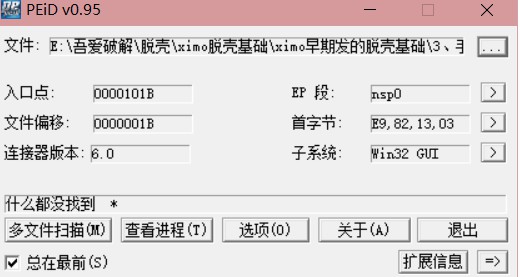 PEiD v0.95
文件: E:\吾爱破解\脱壳\ximo脱壳基础\ximo早期发的脱壳基础\3、手 ...
入口点: 0000101B EP 段: nsp0 >
文件偏移: 0000001B 首字节: E9,82,13,03 >
连接器版本: 6.0 子系统: Win32 GUI >
什么都没找到 *
多文件扫描(M) 查看进程(T) 选项(O) 关于(A) 退出
总在最前(S) 扩展信息 =>